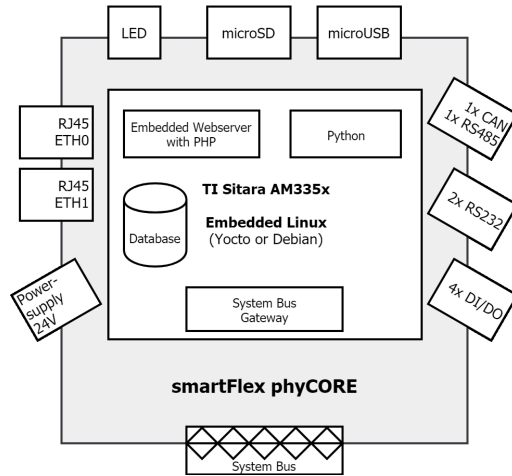 LED
microSD
microUSB
RJ45
ETH0
RJ45
ETH1
Power-
supply
24V
1x CAN
1x RS485
2x RS232
4x DI/DO
Embedded Webserver
with PHP
Python
TI Sitara AM335x
Database
Embedded Linux
(Yocto or Debian)
System Bus
Gateway
smartFlex phyCORE
System Bus